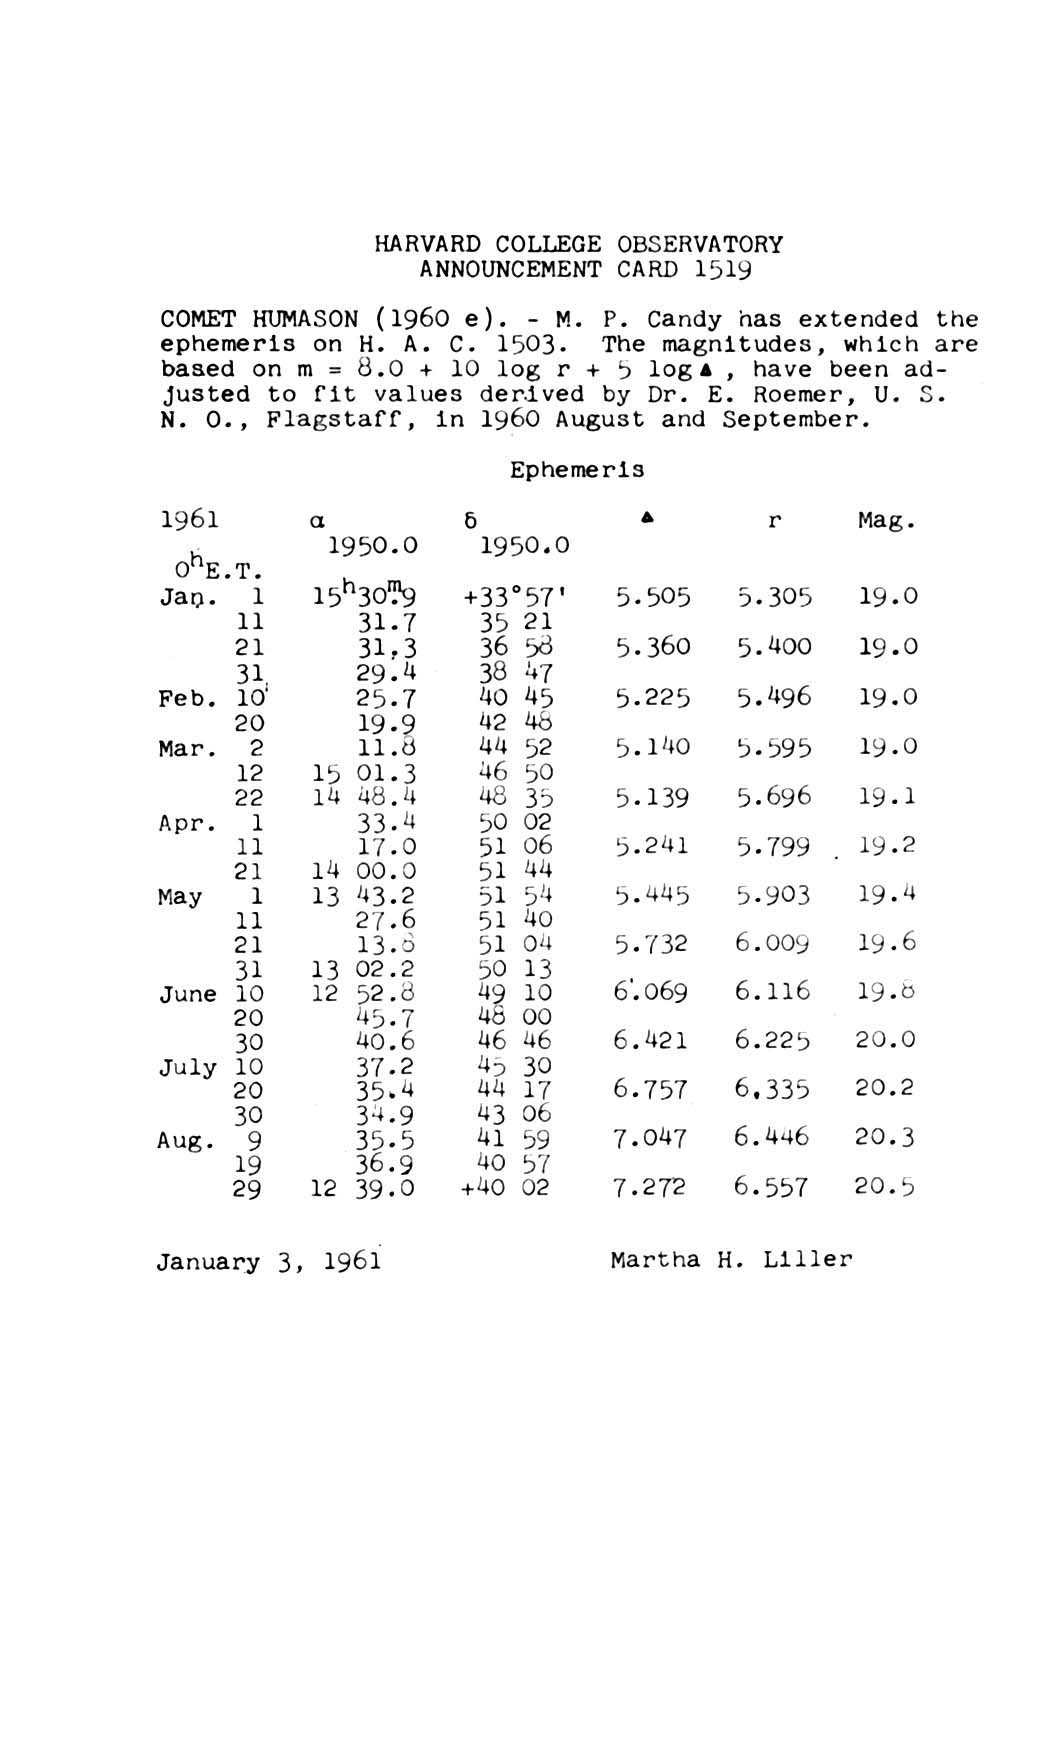 HARVARD COLLEGE OBSERVATORY
ANNOUNCEMENT CARD 1519
COMET HUMASON (1960 e). - M. P. Candy has extended the
ephemeris on H. A. C. 1503. The magnitudes, which are
based on m = 8.0 + 10 log r + 5 log Δ , have been ad-
justed to fit values derived by Dr. E. Roemer, U. S.
N. O., Flagstaff, in 1960 August and September.
Ephemeris
1961 α δ Δ r Mag.
1950.0 1950.0
0ʰE.T.
Jan. 1 15ʰ30ᵐ.9 +33°57' 5.505 5.305 19.0
11 31.7 35 21
21 31.3 36 58 5.360 5.400 19.0
31 29.4 38 47
Feb. 10 25.7 40 45 5.225 5.496 19.0
20 19.9 42 48
Mar. 2 11.8 44 52 5.140 5.595 19.0
12 15 01.3 46 50
22 14 48.4 48 35 5.139 5.696 19.1
Apr. 1 33.4 50 02
11 17.0 51 06 5.241 5.799 19.2
21 14 00.0 51 44
May 1 13 43.2 51 54 5.445 5.903 19.4
11 27.6 51 40
21 13.8 51 04 5.732 6.009 19.6
31 13 02.2 50 13
June 10 12 52.8 49 10 6.069 6.116 19.8
20 45.7 48 00
30 40.6 46 46 6.421 6.225 20.0
July 10 37.2 45 30
20 35.4 44 17 6.757 6.335 20.2
30 34.9 43 06
Aug. 9 35.5 41 59 7.047 6.446 20.3
19 36.9 40 57
29 12 39.0 +40 02 7.272 6.557 20.5
January 3, 1961 Martha H. Liller